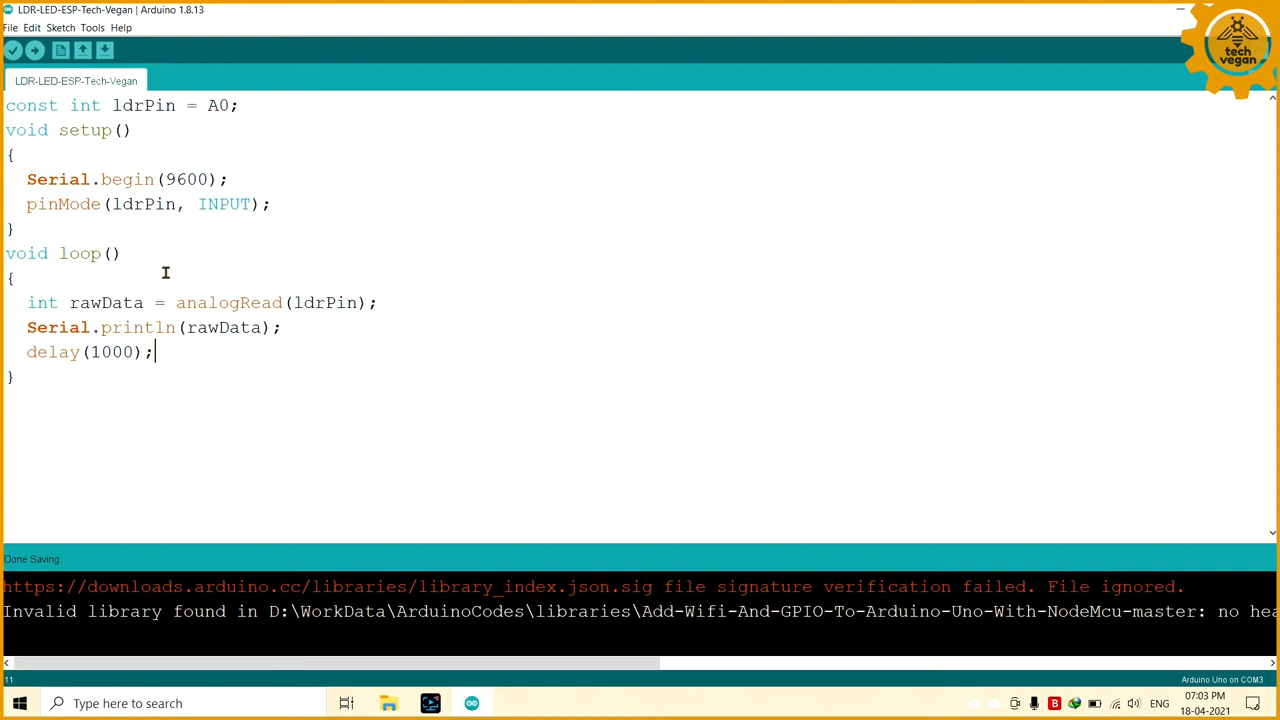 LDR-LED-ESP-Tech-Vegan | Arduino 1.8.13
File Edit Sketch Tools Help
tech
vegan
LDR-LED-ESP-Tech-Vegan
const int ldrPin = A0;
void setup()
{
  Serial.begin(9600);
  pinMode(ldrPin, INPUT);
}
void loop()
{
  int rawData = analogRead(ldrPin);
  Serial.println(rawData);
  delay(1000);
}
Done Saving.
https://downloads.arduino.cc/libraries/library_index.json.sig file signature verification failed. File ignored.
Invalid library found in D:\WorkData\ArduinoCodes\libraries\Add-Wifi-And-GPIO-To-Arduino-Uno-With-NodeMcu-master: no hea
11
Arduino Uno on COM3
Type here to search
B
ENG
07:03 PM
18-04-2021